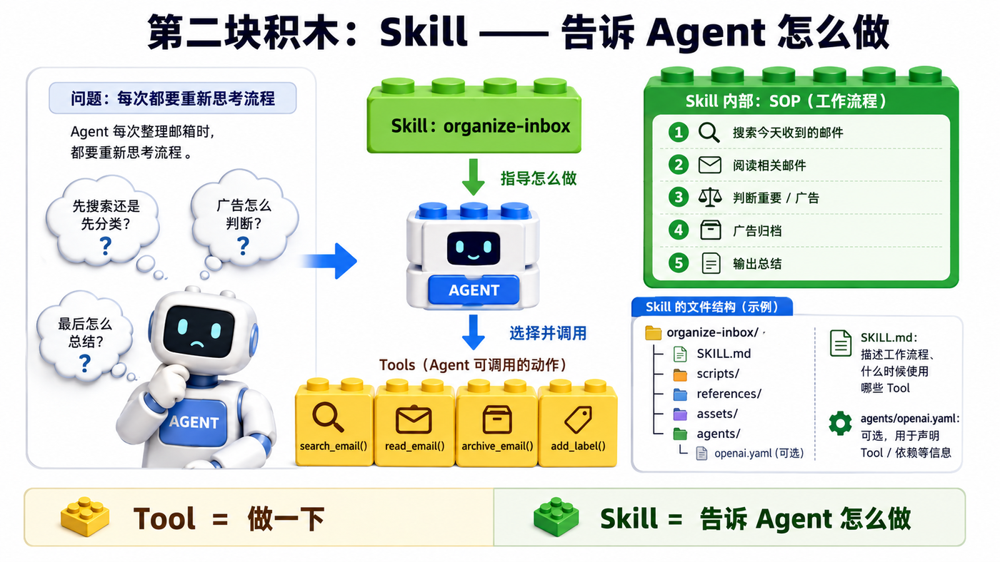 第二块积木：Skill —— 告诉 Agent 怎么做
问题：每次都要重新思考流程
Agent 每次整理邮箱时，
都要重新思考流程。
先搜索还是
先分类？
?
广告怎么
判断？
?
最后怎么
总结？
?
AGENT
Skill：organize-inbox
指导怎么做
AGENT
选择并调用
Tools（Agent 可调用的动作）
search_email()
read_email()
archive_email()
add_label()
Skill 内部：SOP（工作流程）
1 搜索今天收到的邮件
2 阅读相关邮件
3 判断重要 / 广告
4 广告归档
5 输出总结
Skill 的文件结构（示例）
organize-inbox/
SKILL.md
scripts/
references/
assets/
agents/
openai.yaml (可选)
SKILL.md：
描述工作流程、
什么时候使用
哪些 Tool
agents/openai.yaml：
可选，用于声明
Tool / 依赖等信息
Tool = 做一下
Skill = 告诉 Agent 怎么做